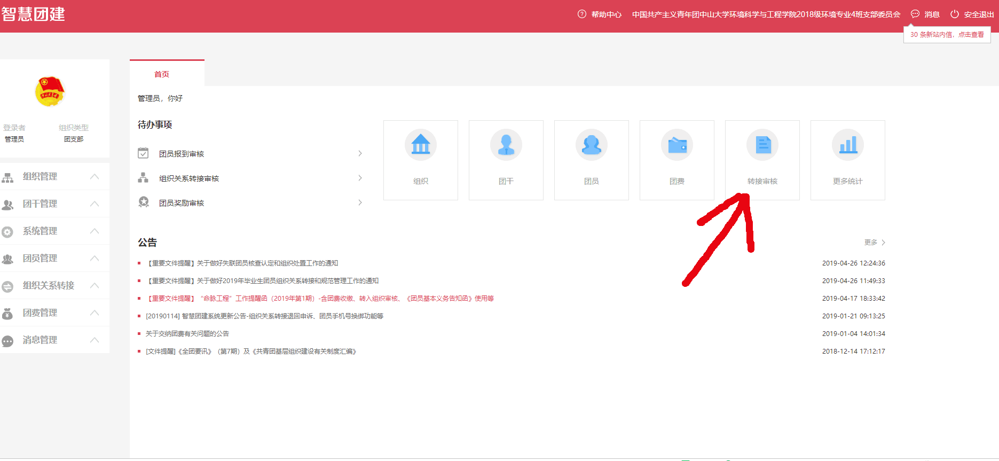 智慧团建
帮助中心 中国共产主义青年团中山大学环境科学与工程学院2018级环境专业4班支部委员会 消息 安全退出
30 条新站内信，点击查看
首页
登录者 组织类型
管理员 团支部
组织管理
团干管理
系统管理
团员管理
组织关系转接
团费管理
消息管理
管理员，你好
待办事项
团员报到审核
组织关系转接审核
团员奖励审核
组织 团干 团员 团费 转接审核 更多统计
公告 更多
【重要文件提醒】关于做好失联团员核查认定和组织处置工作的通知 2019-04-26 12:24:36
【重要文件提醒】关于做好2019年毕业生团员组织关系转接和规范管理工作的通知 2019-04-26 11:49:33
【重要文件提醒】“命脉工程”工作提醒函（2019年第1期）-含团费收缴、转入组织审核、《团员基本义务告知函》使用等 2019-04-17 18:33:42
[20190114] 智慧团建系统更新公告-组织关系转接退回申诉、团员手机号换绑功能等 2019-01-21 09:13:25
关于交纳团费有关问题的公告 2019-01-04 14:01:34
[文件提醒]《全团要讯》（第7期）及《共青团基层组织建设有关制度汇编》 2018-12-14 17:12:17